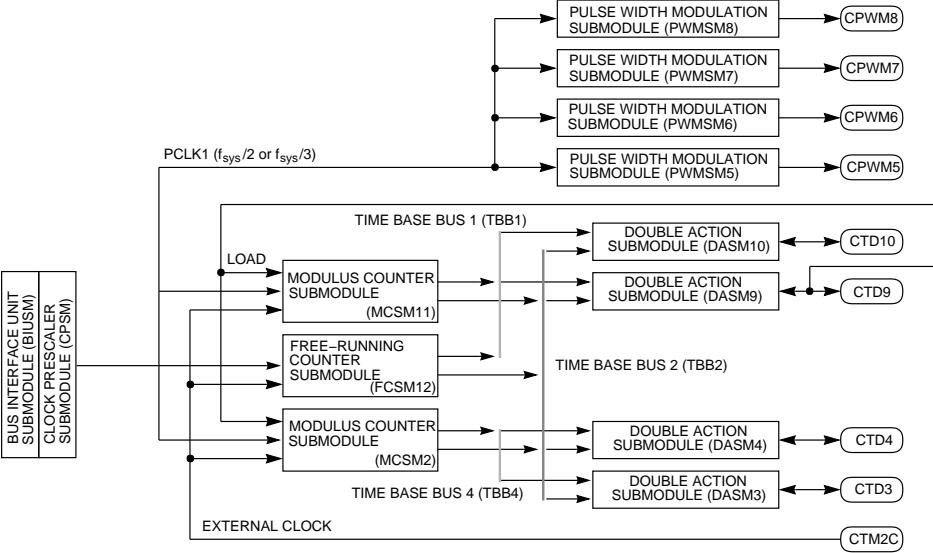 PULSE WIDTH MODULATION
SUBMODULE (PWMSM8)
CPWM8
PULSE WIDTH MODULATION
SUBMODULE (PWMSM7)
CPWM7
PULSE WIDTH MODULATION
SUBMODULE (PWMSM6)
CPWM6
PCLK1 (fsys/2 or fsys/3)
PULSE WIDTH MODULATION
SUBMODULE (PWMSM5)
CPWM5
TIME BASE BUS 1 (TBB1)
DOUBLE ACTION
SUBMODULE (DASM10)
CTD10
LOAD
MODULUS COUNTER
SUBMODULE
(MCSM11)
DOUBLE ACTION
SUBMODULE (DASM9)
CTD9
BUS INTERFACE UNIT
SUBMODULE (BIUSM)
CLOCK PRESCALER
SUBMODULE (CPSM)
FREE−RUNNING
COUNTER
SUBMODULE
(FCSM12)
TIME BASE BUS 2 (TBB2)
MODULUS COUNTER
SUBMODULE
(MCSM2)
DOUBLE ACTION
SUBMODULE (DASM4)
CTD4
TIME BASE BUS 4 (TBB4)
DOUBLE ACTION
SUBMODULE (DASM3)
CTD3
EXTERNAL CLOCK
CTM2C